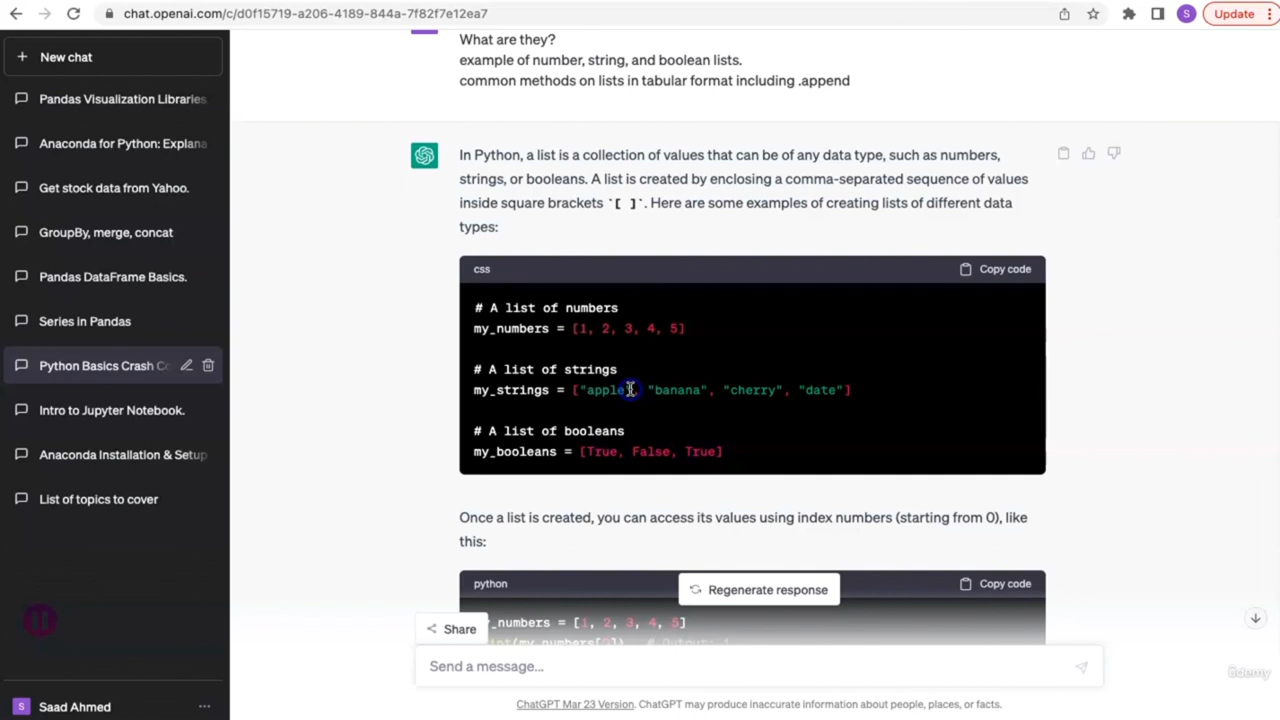 chat.openai.com/c/d0f15719-a206-4189-844a-7f82f7e12ea7
S
Update
New chat
Pandas Visualization Libraries
Anaconda for Python: Explana
Get stock data from Yahoo.
GroupBy, merge, concat
Pandas DataFrame Basics.
Series in Pandas
Python Basics Crash Co
Intro to Jupyter Notebook.
Anaconda Installation & Setup
List of topics to cover
S
Saad Ahmed
What are they?
example of number, string, and boolean lists.
common methods on lists in tabular format including .append
In Python, a list is a collection of values that can be of any data type, such as numbers,
strings, or booleans. A list is created by enclosing a comma-separated sequence of values
inside square brackets `[ ]`. Here are some examples of creating lists of different data
types:
css
Copy code
# A list of numbers
my_numbers = [1, 2, 3, 4, 5]
# A list of strings
my_strings = ["apple", "banana", "cherry", "date"]
# A list of booleans
my_booleans = [True, False, True]
Once a list is created, you can access its values using index numbers (starting from 0), like
this:
python
Copy code
Regenerate response
_numbers = [1, 2, 3, 4, 5]
Share
Send a message...
ChatGPT Mar 23 Version. ChatGPT may produce inaccurate information about people, places, or facts.
ûdemy